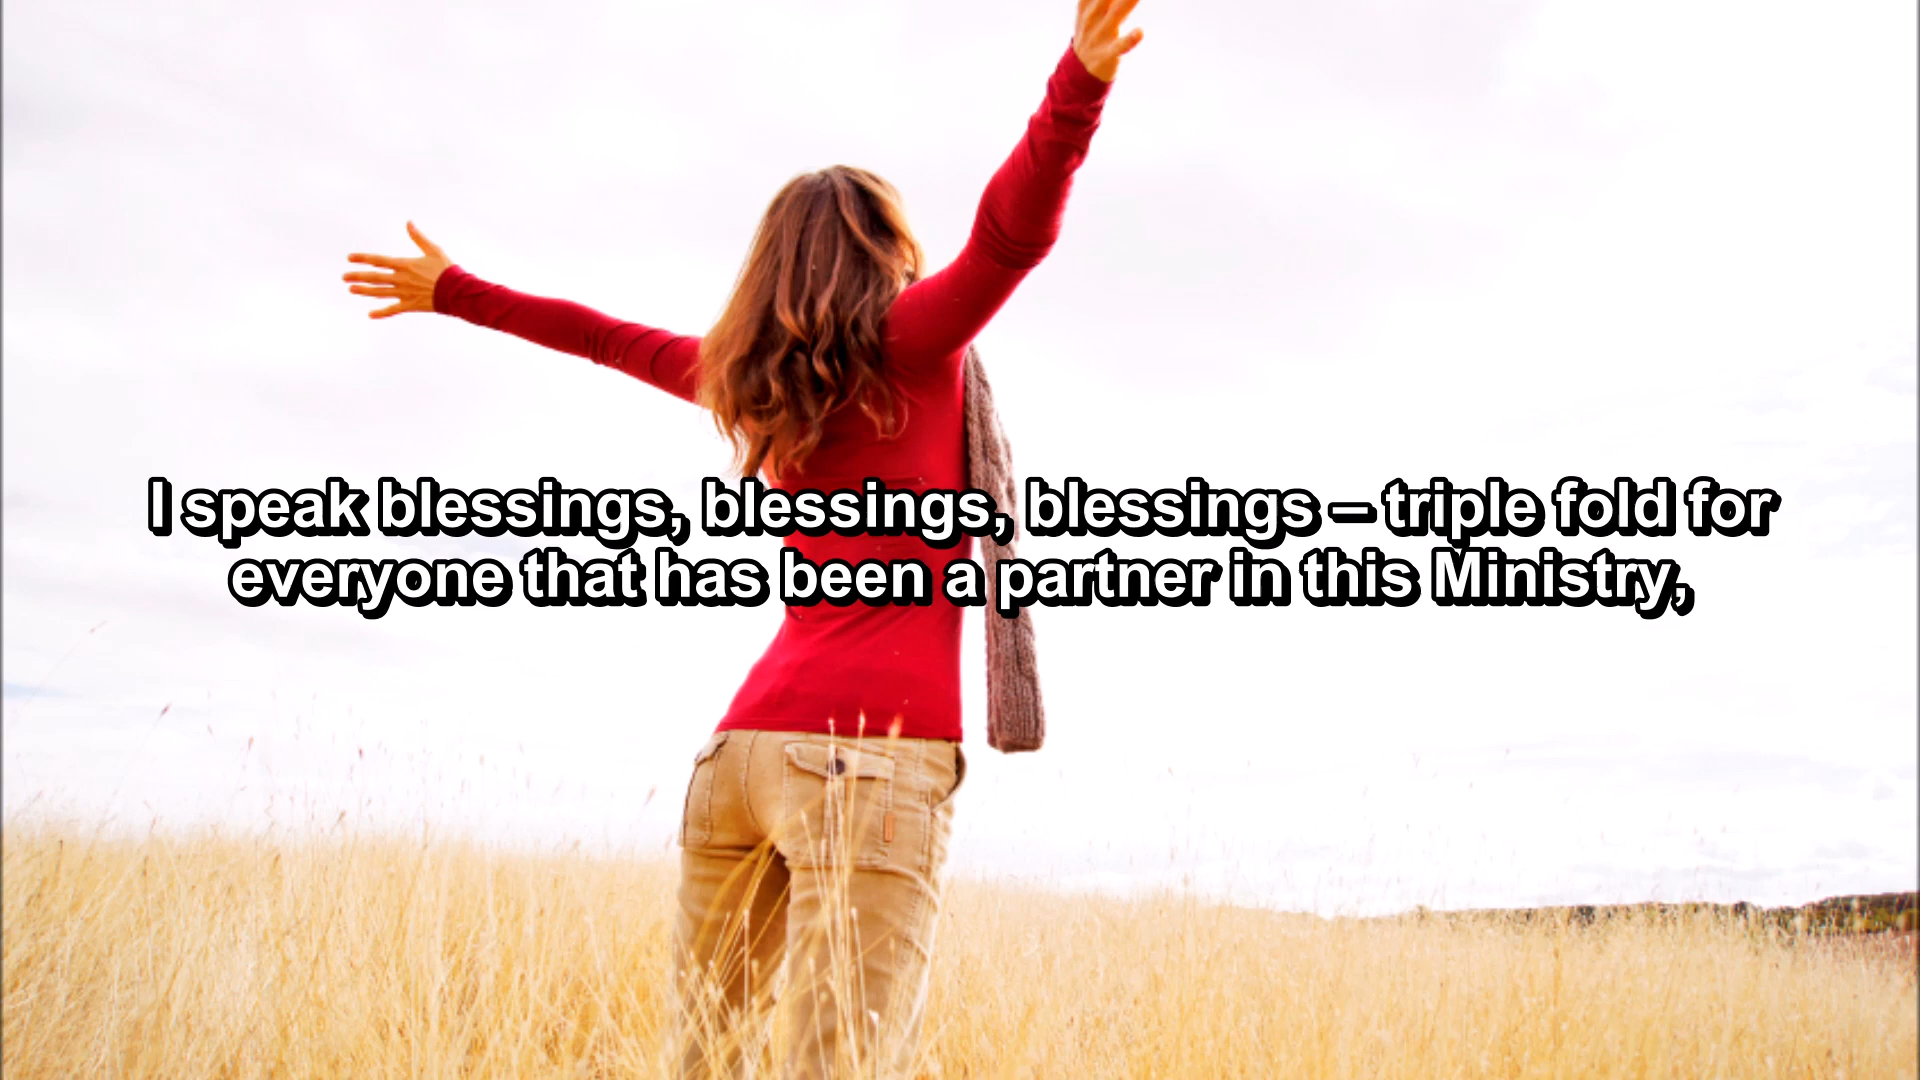 I speak blessings, blessings, blessings – triple fold for
everyone that has been a partner in this Ministry,